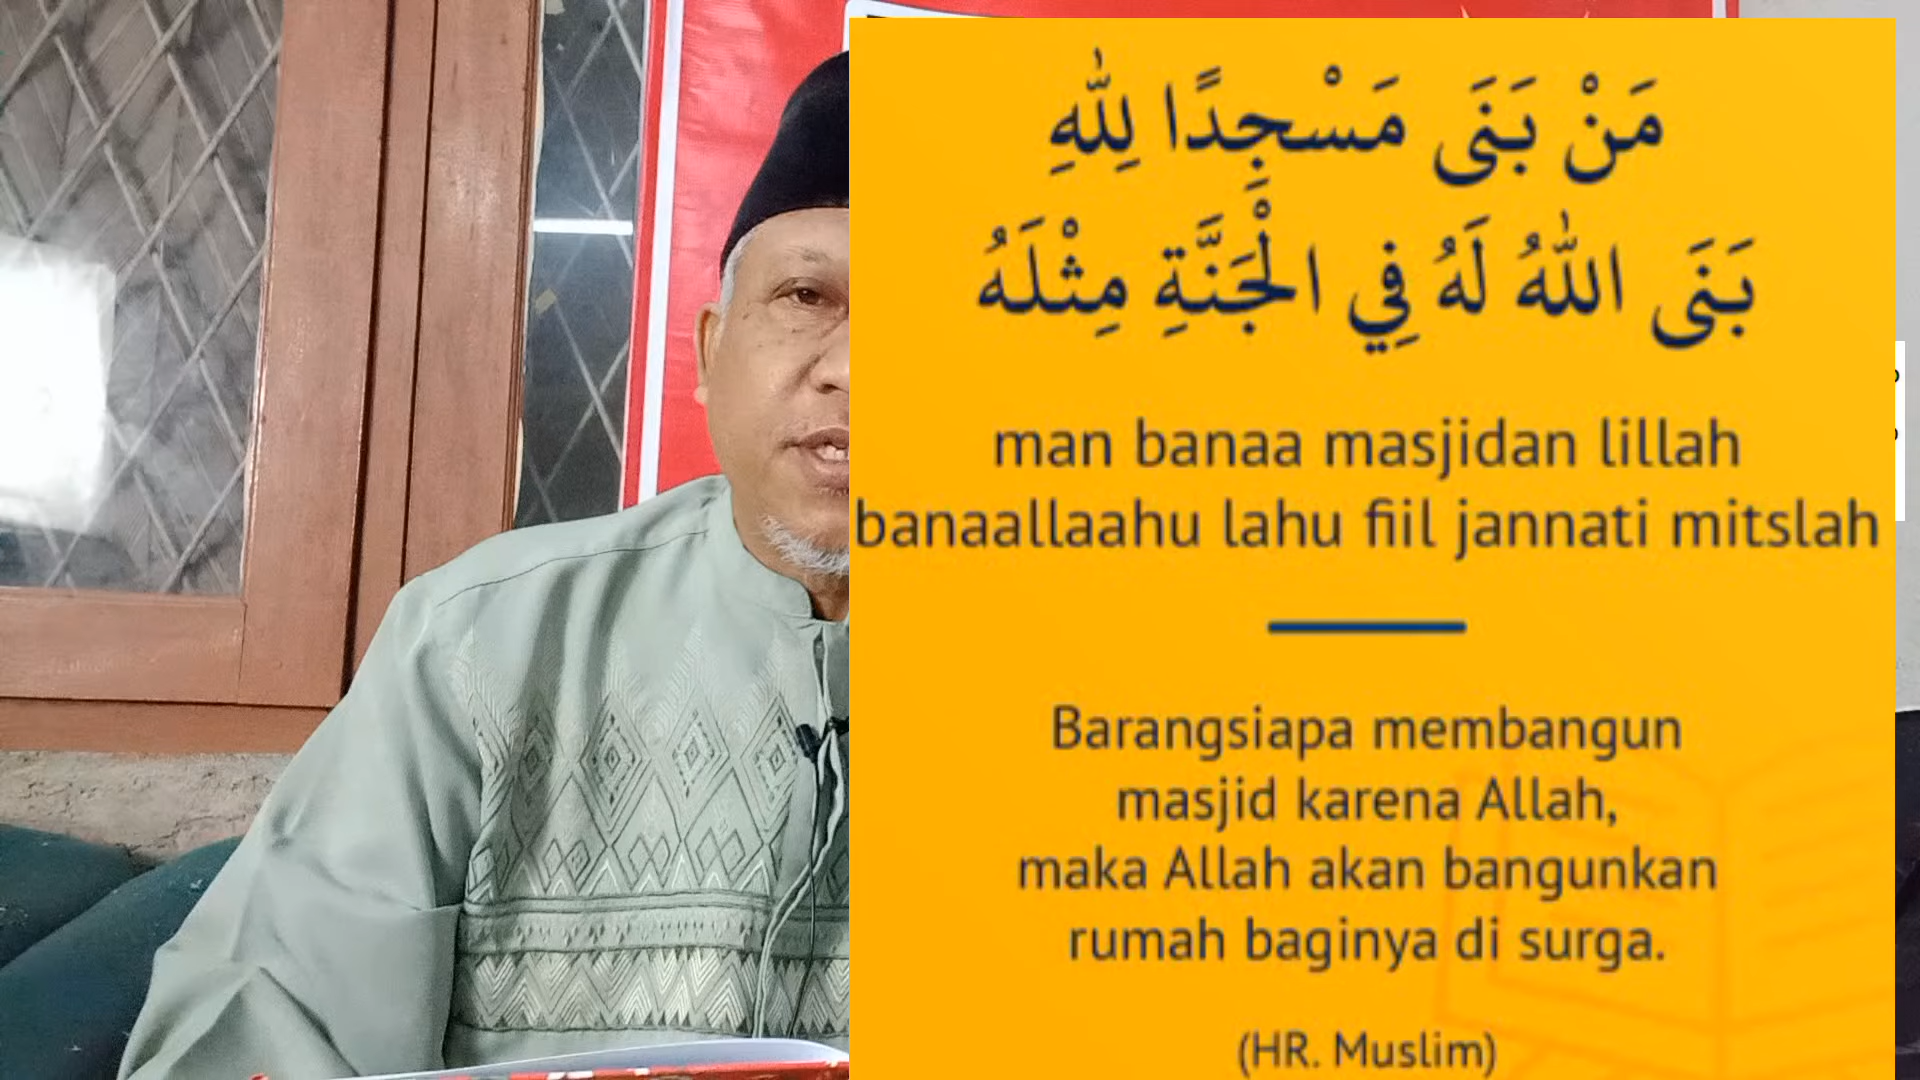 مَنْ بَنَى مَسْجِدًا لِلّٰهِ
بَنَى اللّٰهُ لَهُ فِي الْجَنَّةِ مِثْلَهُ
man banaa masjidan lillah
banaallaahu lahu fiil jannati mitslah
Barangsiapa membangun
masjid karena Allah,
maka Allah akan bangunkan
rumah baginya di surga.
(HR. Muslim)